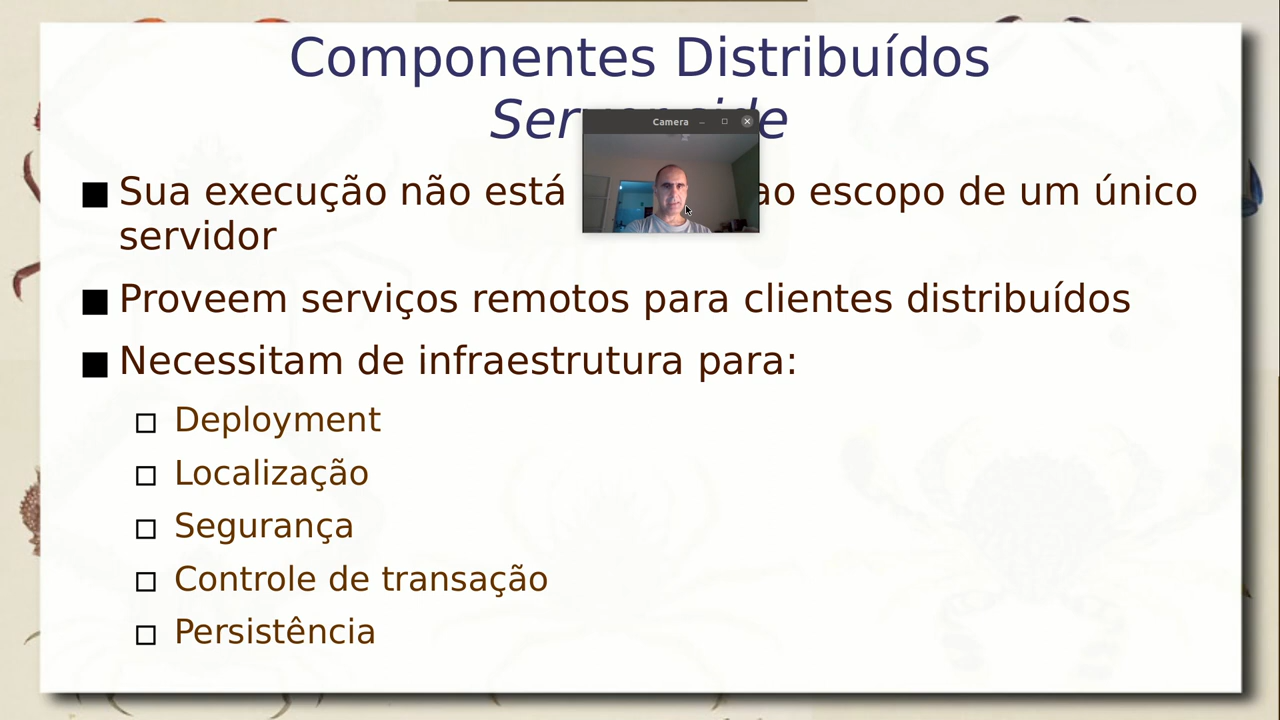 Componentes Distribuídos
Camera
■ Sua execução não está ao escopo de um único
servidor
■ Proveem serviços remotos para clientes distribuídos
■ Necessitam de infraestrutura para:
□ Deployment
□ Localização
□ Segurança
□ Controle de transação
□ Persistência